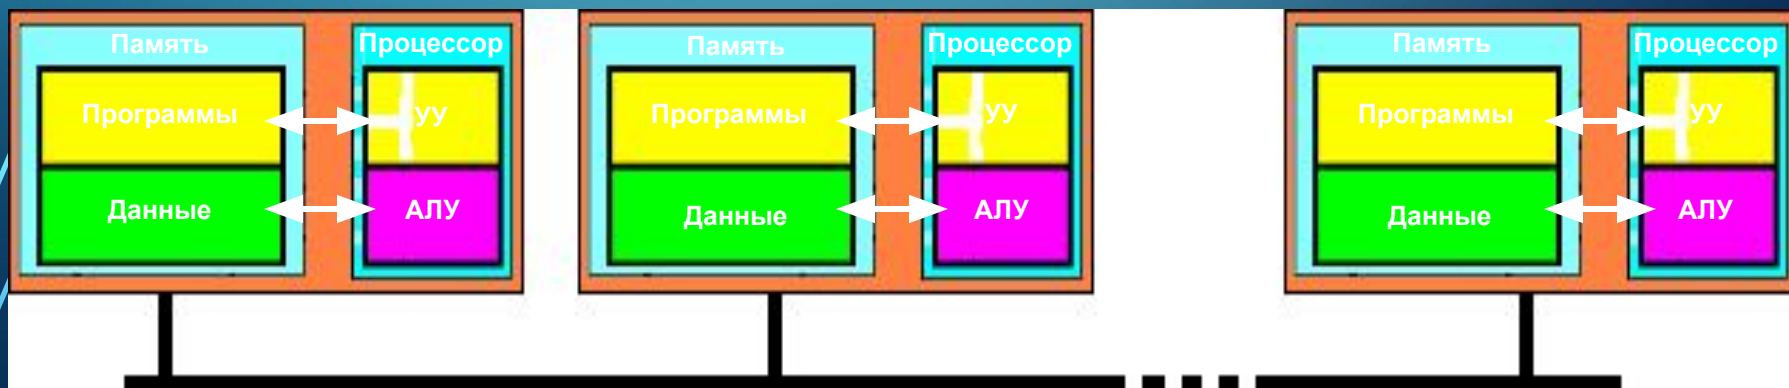 Память
Процессор
Программы
УУ
Данные
АЛУ
Память
Процессор
Программы
УУ
Данные
АЛУ
Память
Процессор
Программы
УУ
Данные
АЛУ